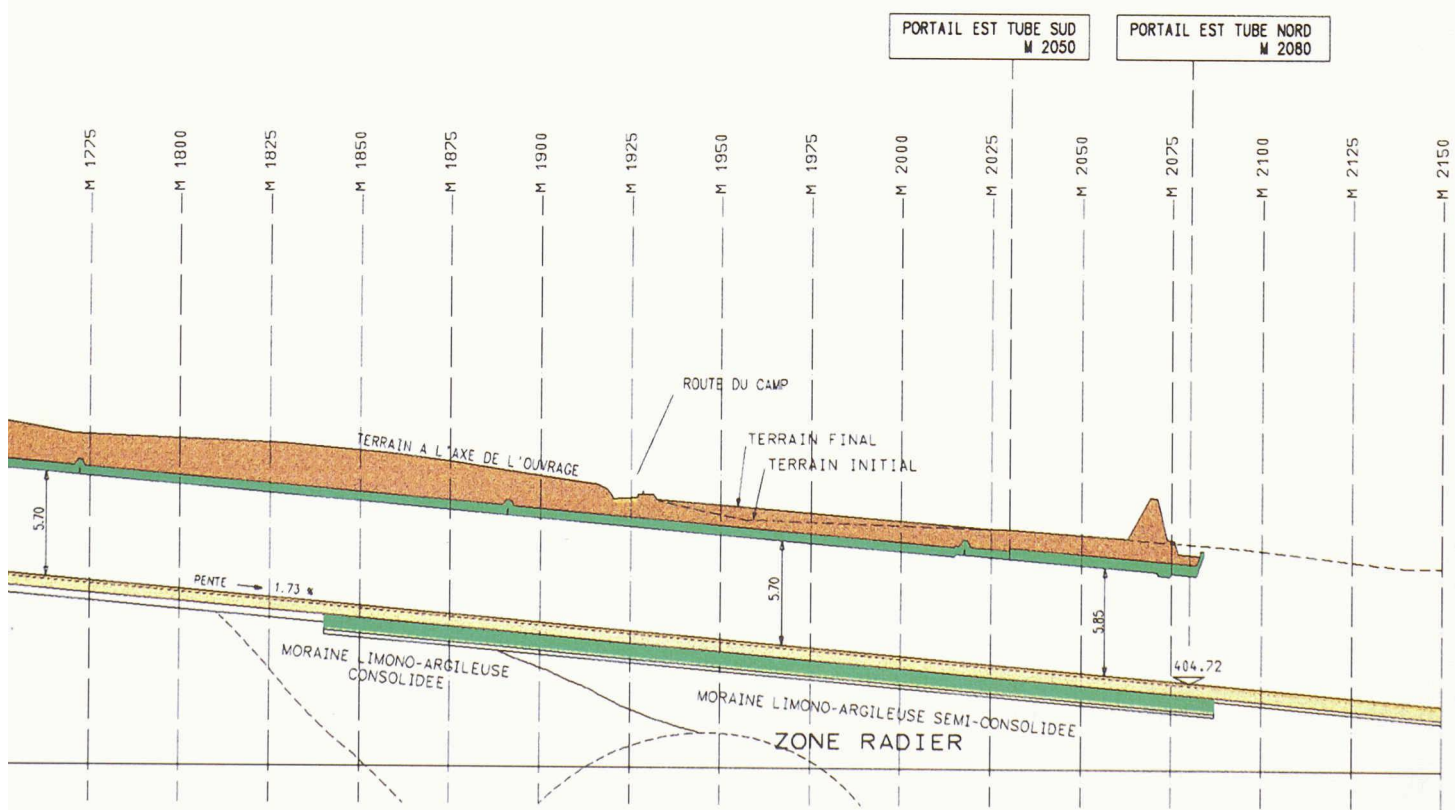 PORTAIL EST TUBE SUD
M 2050
PORTAIL EST TUBE NORD
M 2080
M 1775
M 1800
M 1825
M 1850
M 1875
M 1900
M 1925
M 1950
M 1975
M 2000
M 2025
M 2050
M 2075
M 2100
M 2125
M 2150
ROUTE DU CAMP
TERRAIN A L'AXE DE L'OUVRAGE
TERRAIN FINAL
TERRAIN INITIAL
5.70
5.70
5.85
PENTE 1.73 %
404.72
MORAINE LIMONO-ARGILEUSE
CONSOLIDEE
MORAINE LIMONO-ARGILEUSE SEMI-CONSOLIDEE
ZONE RADIER